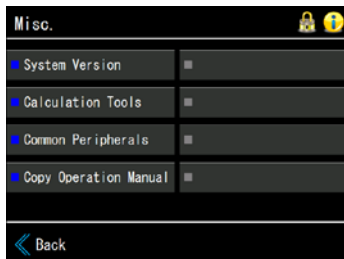 Misc.
System Version
Calculation Tools
Common Peripherals
Copy Operation Manual
Back